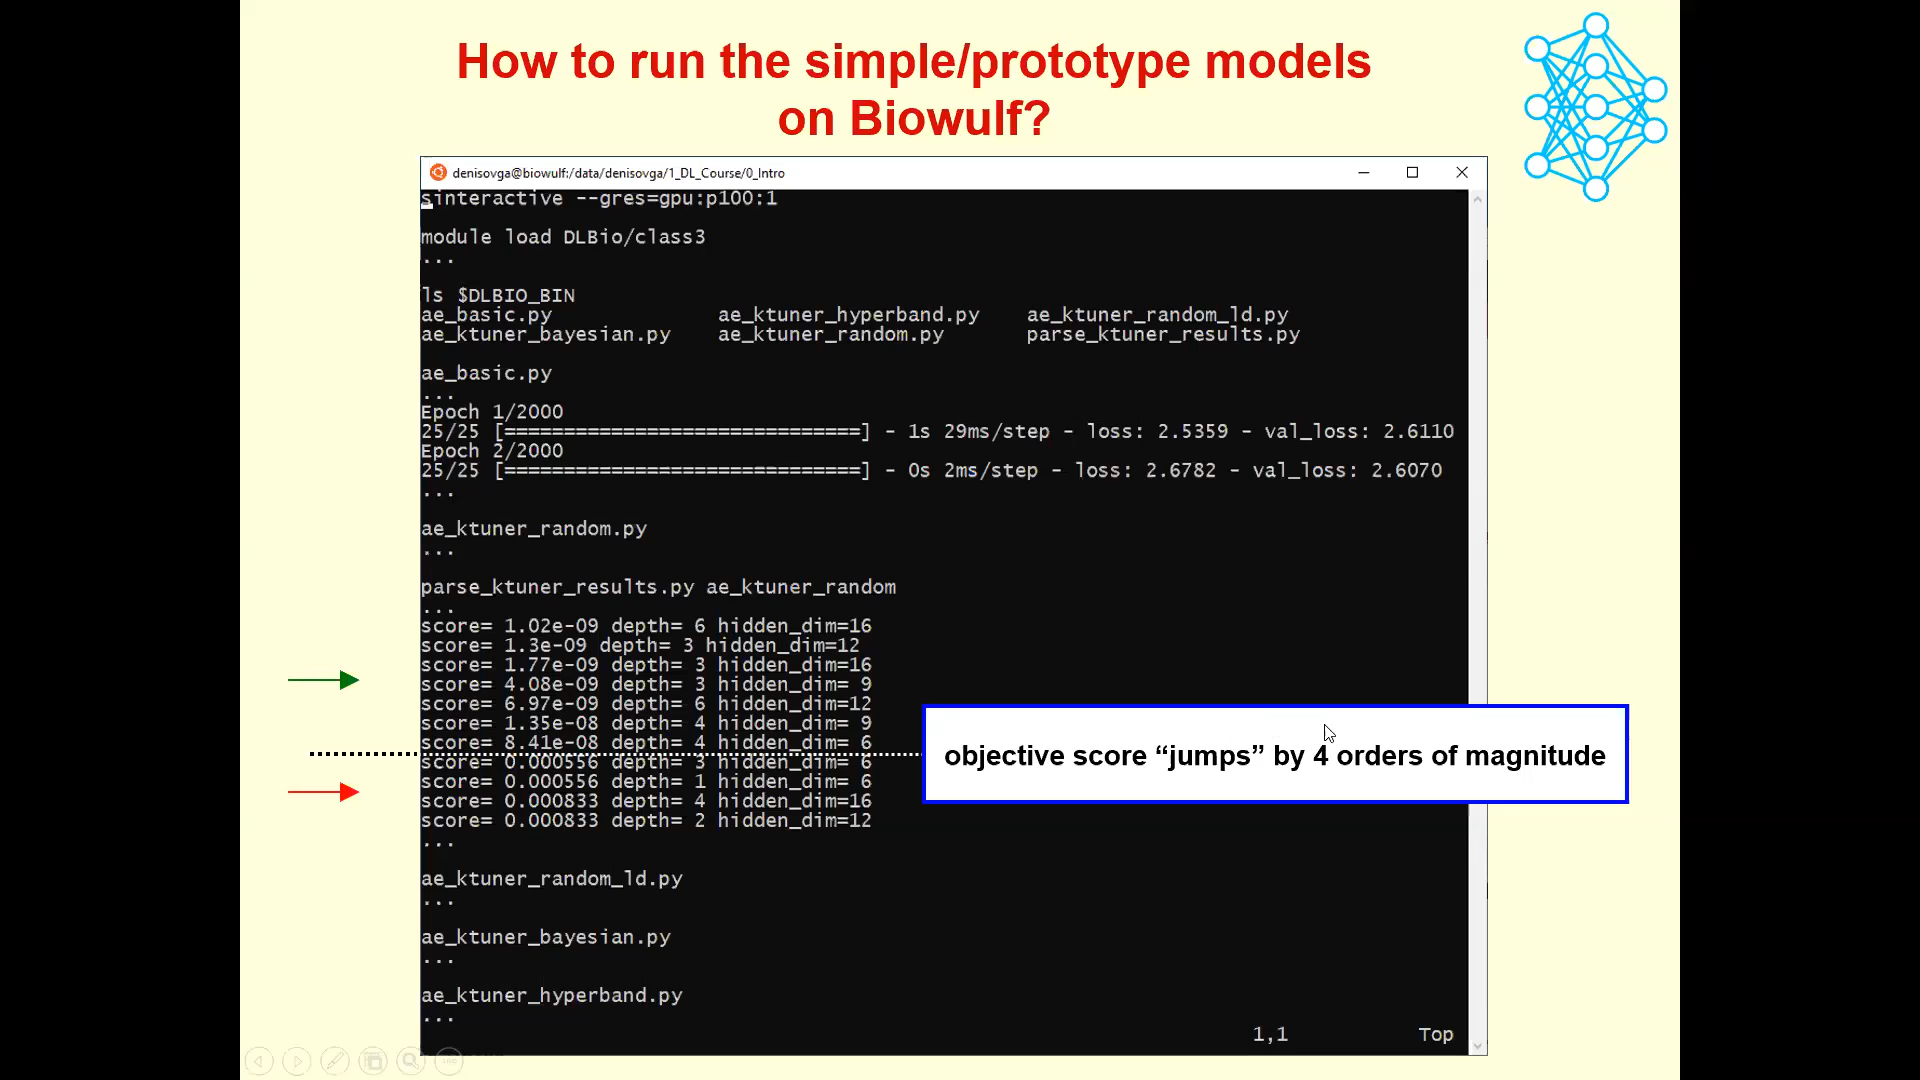 How to run the simple/prototype models
on Biowulf?
denisovga@biowulf:/data/denisovga/1_DL_Course/0_Intro
sinteractive --gres=gpu:p100:1
module load DLBio/class3
...
ls $DLBIO_BIN
ae_basic.py ae_ktuner_hyperband.py ae_ktuner_random_ld.py
ae_ktuner_bayesian.py ae_ktuner_random.py parse_ktuner_results.py
ae_basic.py
...
Epoch 1/2000
25/25 [==============================] - 1s 29ms/step - loss: 2.5359 - val_loss: 2.6110
Epoch 2/2000
25/25 [==============================] - 0s 2ms/step - loss: 2.6782 - val_loss: 2.6070
...
ae_ktuner_random.py
...
parse_ktuner_results.py ae_ktuner_random
...
score= 1.02e-09 depth= 6 hidden_dim=16
score= 1.3e-09 depth= 3 hidden_dim=12
score= 1.77e-09 depth= 3 hidden_dim=16
score= 4.08e-09 depth= 3 hidden_dim= 9
score= 6.97e-09 depth= 6 hidden_dim=12
score= 1.35e-08 depth= 4 hidden_dim= 9
score= 8.41e-08 depth= 4 hidden_dim= 6
score= 0.000556 depth= 3 hidden_dim= 6
score= 0.000556 depth= 1 hidden_dim= 6
score= 0.000833 depth= 4 hidden_dim=16
score= 0.000833 depth= 2 hidden_dim=12
...
objective score “jumps” by 4 orders of magnitude
ae_ktuner_random_ld.py
...
ae_ktuner_bayesian.py
...
ae_ktuner_hyperband.py
...
1,1 Top